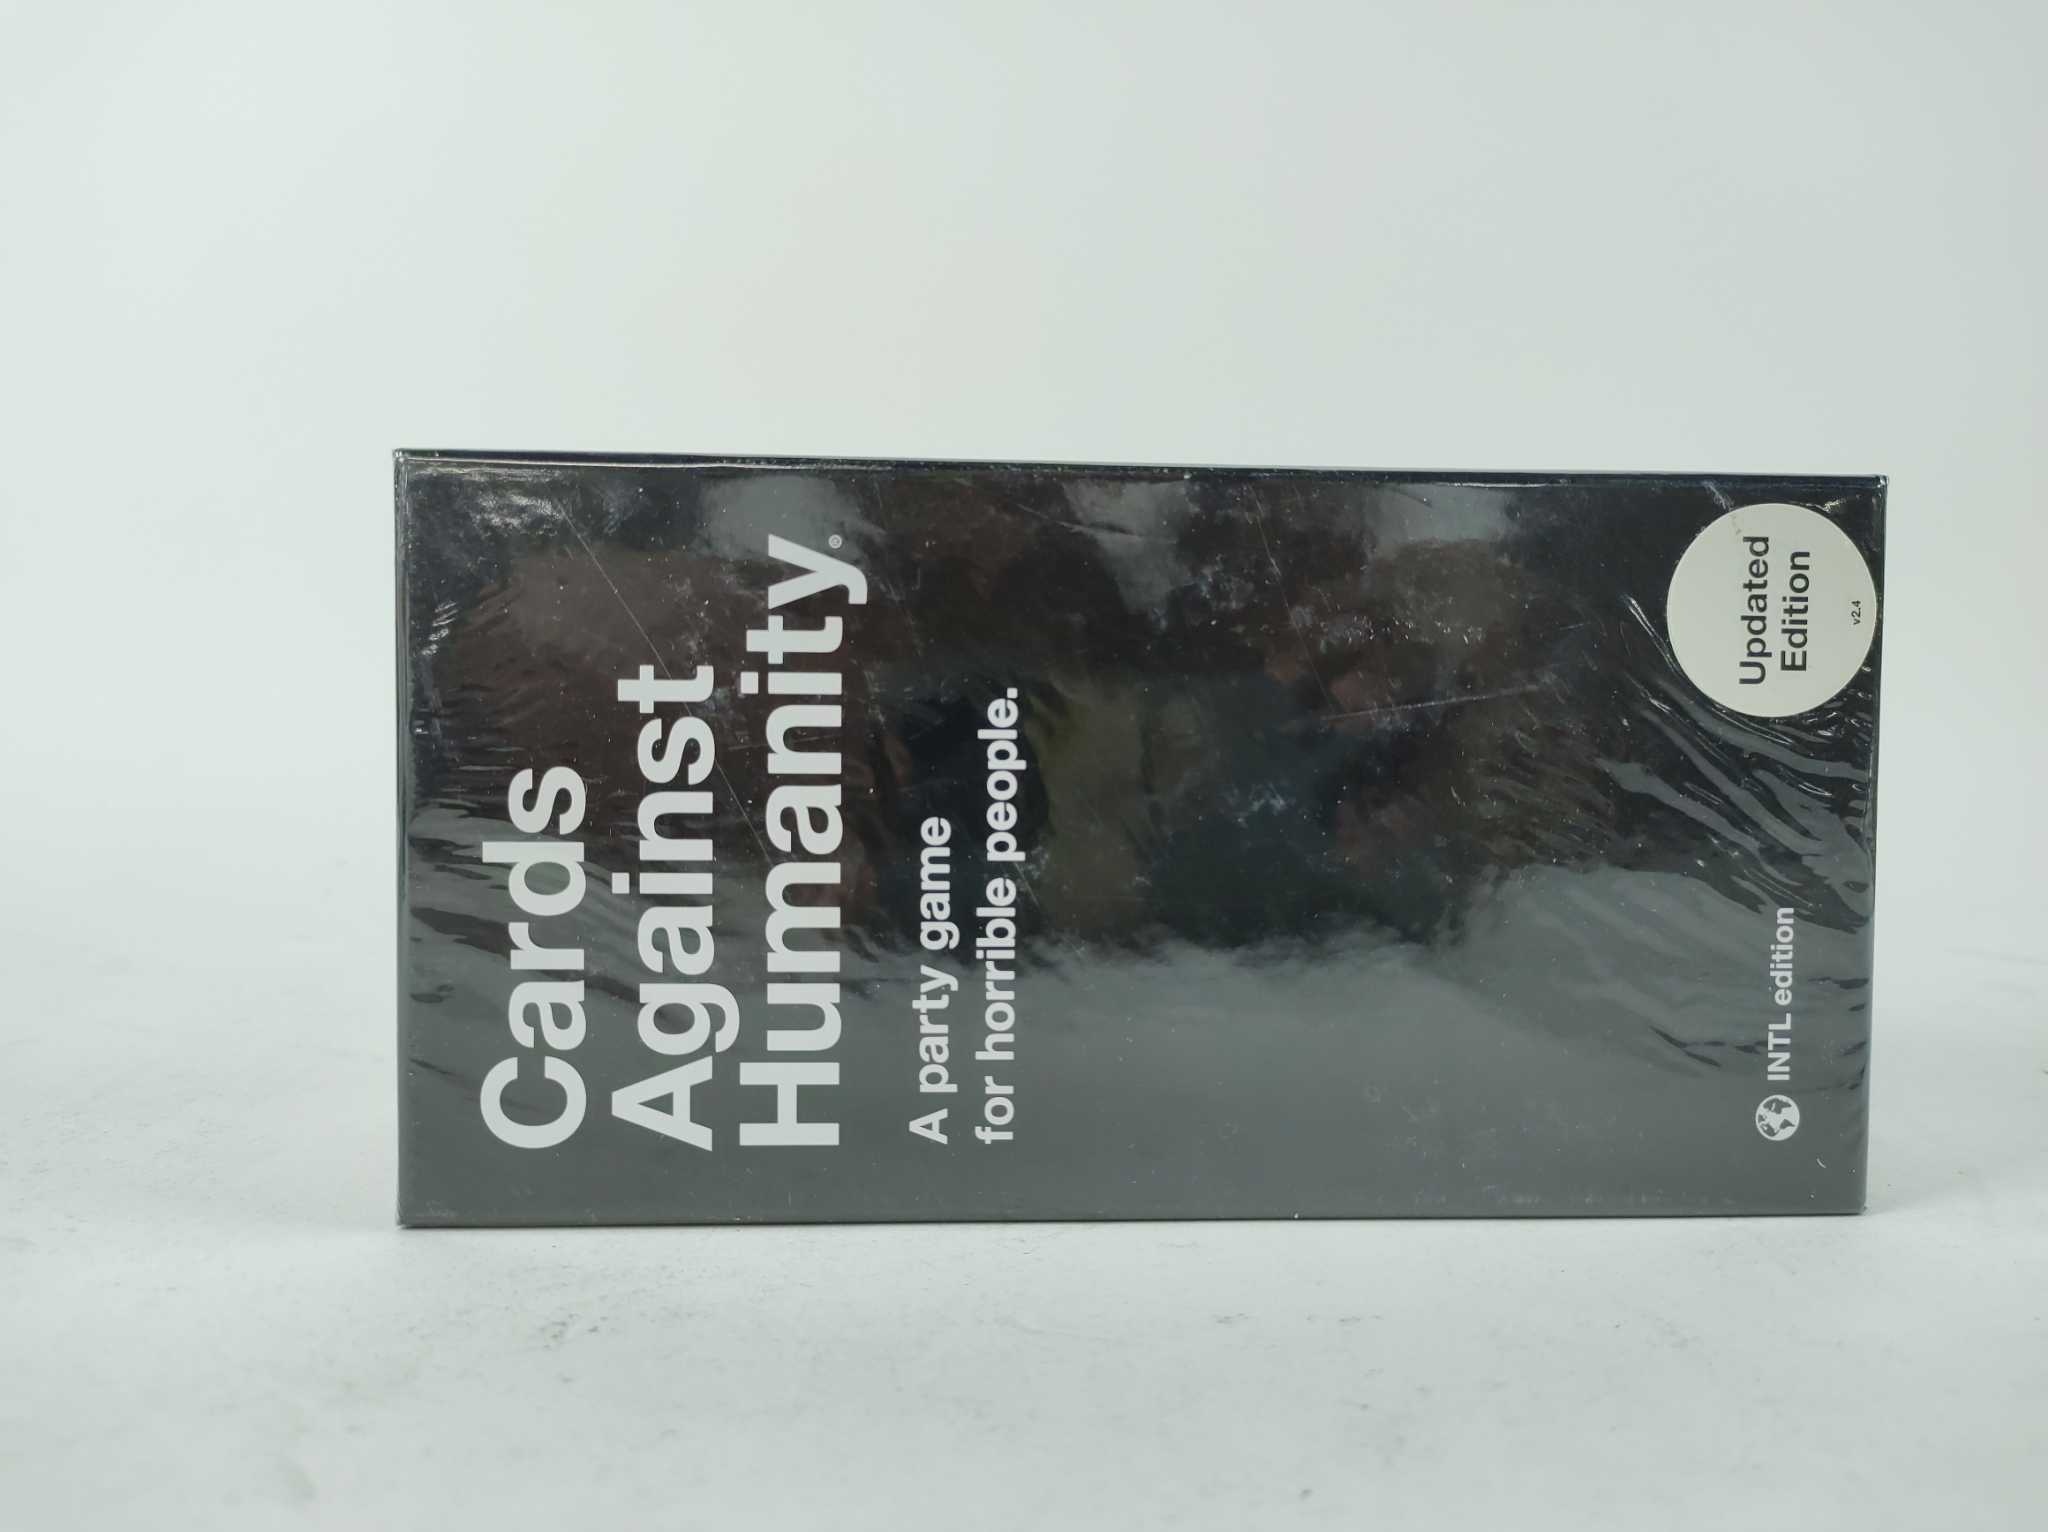 Cards
Against
Humanity®
A party game
for horrible people.
INTL edition
Updated
Edition
v2.4